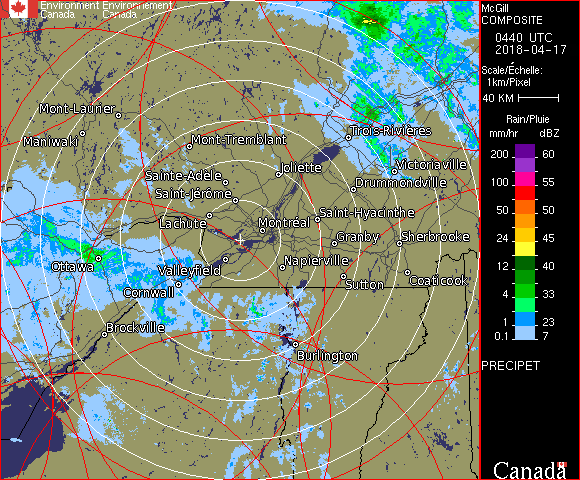 Environment Environnement
Canada Canada
Mont-Laurier
Maniwaki
Mont-Tremblant
Trois-Rivières
Joliette
Victoriaville
Sainte-Adèle
Drummondville
Saint-Jérôme
Lachute
Saint-Hyacinthe
Montréal
Granby
Sherbrooke
Ottawa
Valleyfield
Napierville
Cornwall
Sutton
Coaticook
Brockville
Burlington
McGill
COMPOSITE
0440 UTC
2018-04-17
Scale/Échelle:
1km/Pixel
40 KM
Rain/Pluie
mm/hr dBZ
200 60
100 55
50 50
24 45
12 40
4 33
1 23
0.1 7
PRECIPET
Canada